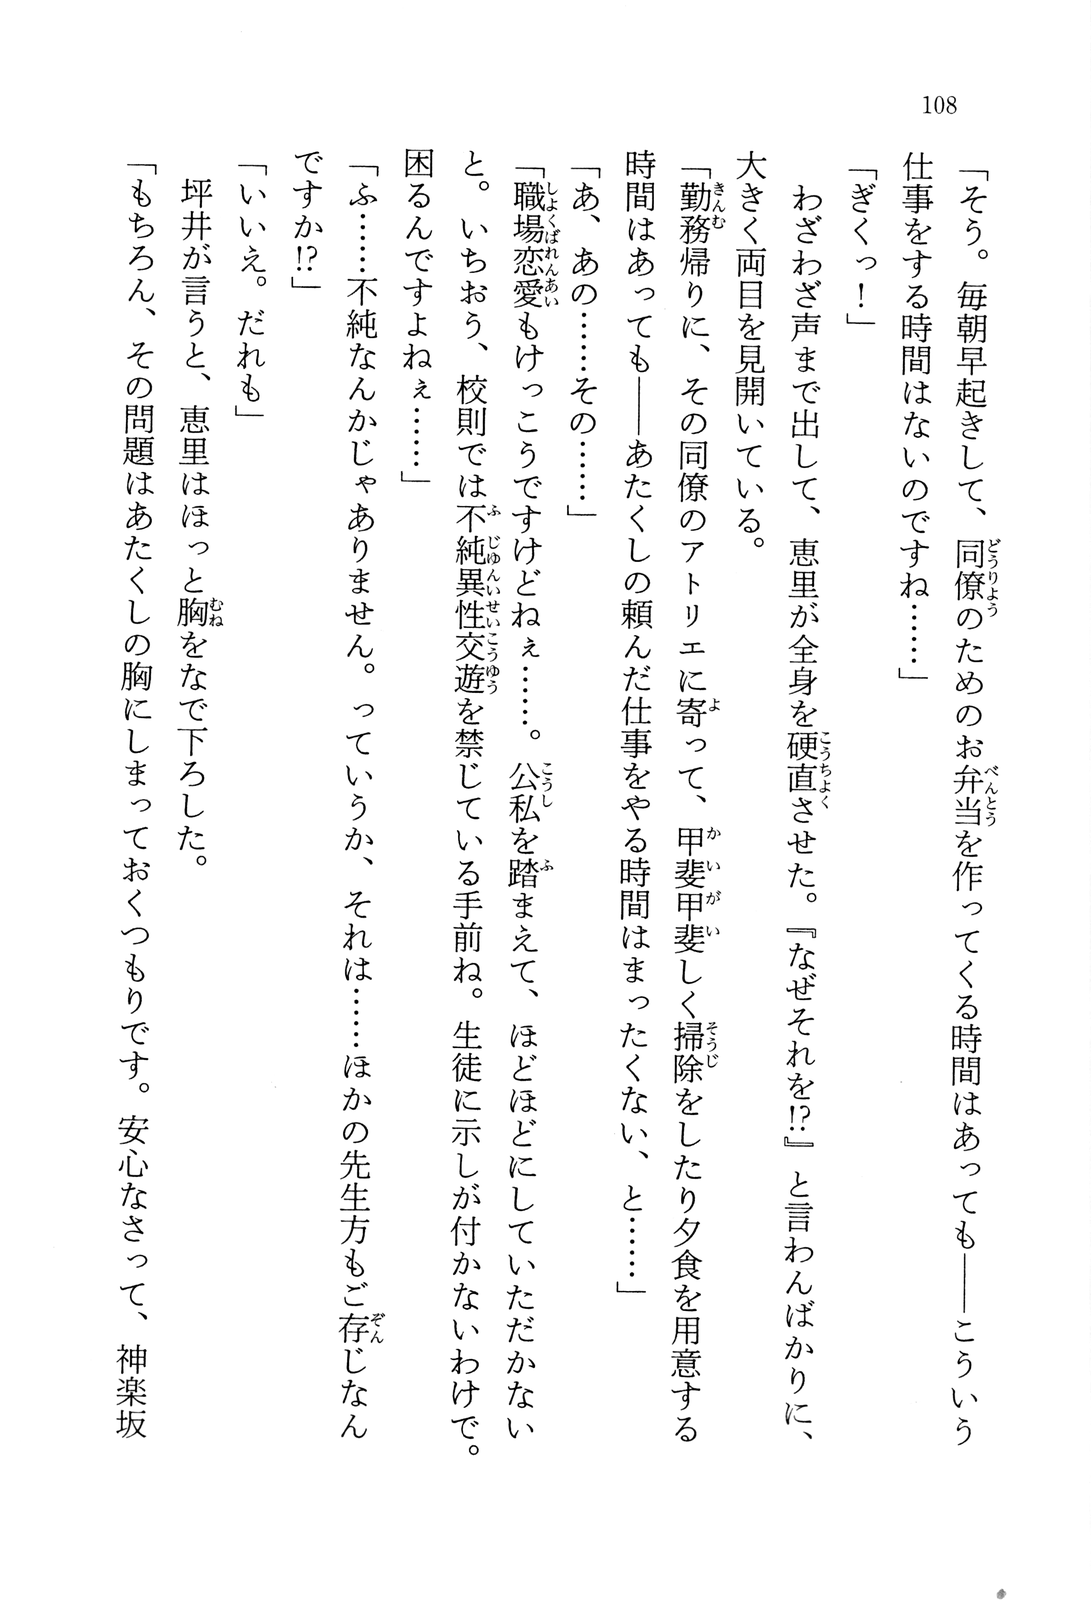 108
「そう。毎朝早起きして、同僚のためのお弁当を作ってくる時間はあっても――こういう
仕事をする時間はないのですね……」
「ぎくっ！」
　わざわざ声まで出して、恵里が全身を硬直させた。『なぜそれを!?』と言わんばかりに、
大きく両目を見開いている。
「勤務帰りに、その同僚のアトリエに寄って、甲斐甲斐しく掃除をしたり夕食を用意する
時間はあっても――あたくしの頼んだ仕事をやる時間はまったくない、と……」
「あ、あの……その……」
「職場恋愛もけっこうですけどねぇ……。公私を踏まえて、ほどほどにしていただかない
と。いちおう、校則では不純異性交遊を禁じている手前ね。生徒に示しが付かないわけで。
困るんですよねぇ……」
「ふ……不純なんかじゃありません。っていうか、それは……ほかの先生方もご存じなん
ですか!?」
「いいえ。だれも」
　坪井が言うと、恵里はほっと胸をなで下ろした。
「もちろん、その問題はあたくしの胸にしまっておくつもりです。安心なさって、神楽坂